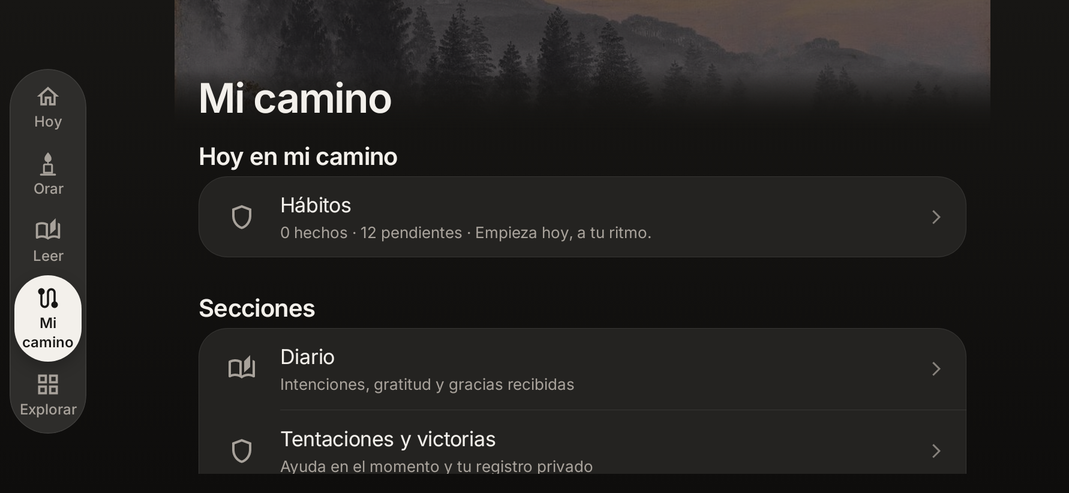 Hoy
Orar
Leer
Mi
camino
Explorar
Mi camino
Hoy en mi camino
Hábitos
0 hechos · 12 pendientes · Empieza hoy, a tu ritmo.
Secciones
Diario
Intenciones, gratitud y gracias recibidas
Tentaciones y victorias
Ayuda en el momento y tu registro privado